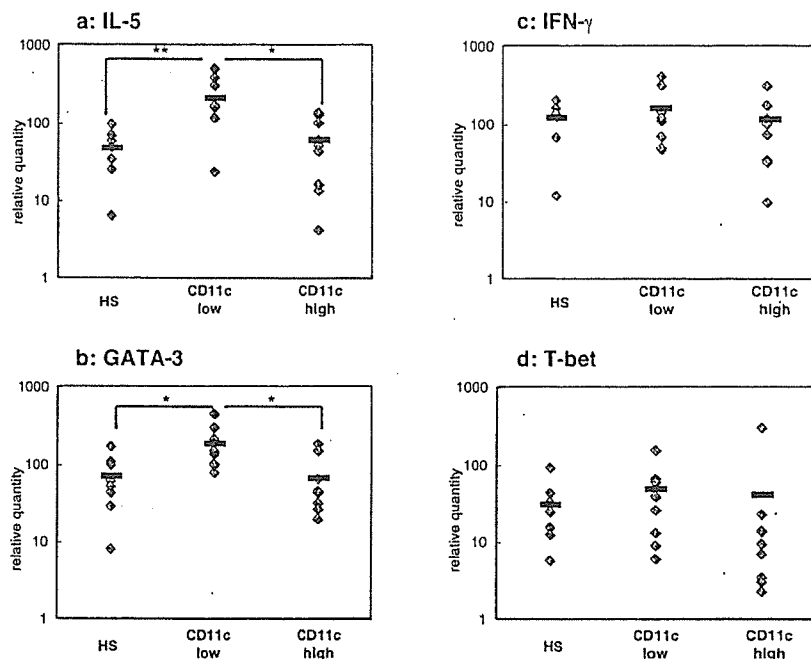 a: IL-5
relative quantity
1000
100
10
1
** *
HS
CD11c low
CD11c high
c: IFN-γ
relative quantity
1000
100
10
1
HS
CD11c low
CD11c high
b: GATA-3
relative quantity
1000
100
10
1
* *
HS
CD11c low
CD11c high
d: T-bet
relative quantity
1000
100
10
1
HS
CD11c low
CD11c high